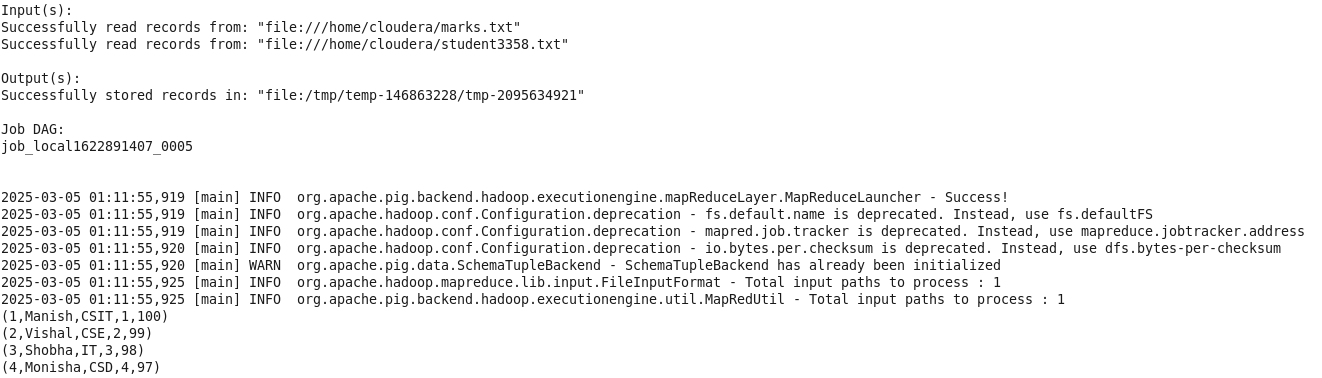 Input(s):
Successfully read records from: "file:///home/cloudera/marks.txt"
Successfully read records from: "file:///home/cloudera/student3358.txt"
Output(s):
Successfully stored records in: "file:/tmp/temp-146863228/tmp-2095634921"
Job DAG:
job_local1622891407_0005
2025-03-05 01:11:55,919 [main] INFO  org.apache.pig.backend.hadoop.executionengine.mapReduceLayer.MapReduceLauncher - Success!
2025-03-05 01:11:55,919 [main] INFO  org.apache.hadoop.conf.Configuration.deprecation - fs.default.name is deprecated. Instead, use fs.defaultFS
2025-03-05 01:11:55,919 [main] INFO  org.apache.hadoop.conf.Configuration.deprecation - mapred.job.tracker is deprecated. Instead, use mapreduce.jobtracker.address
2025-03-05 01:11:55,920 [main] INFO  org.apache.hadoop.conf.Configuration.deprecation - io.bytes.per.checksum is deprecated. Instead, use dfs.bytes-per-checksum
2025-03-05 01:11:55,920 [main] WARN  org.apache.pig.data.SchemaTupleBackend - SchemaTupleBackend has already been initialized
2025-03-05 01:11:55,925 [main] INFO  org.apache.hadoop.mapreduce.lib.input.FileInputFormat - Total input paths to process : 1
2025-03-05 01:11:55,925 [main] INFO  org.apache.pig.backend.hadoop.executionengine.util.MapRedUtil - Total input paths to process : 1
(1,Manish,CSIT,1,100)
(2,Vishal,CSE,2,99)
(3,Shobha,IT,3,98)
(4,Monisha,CSD,4,97)